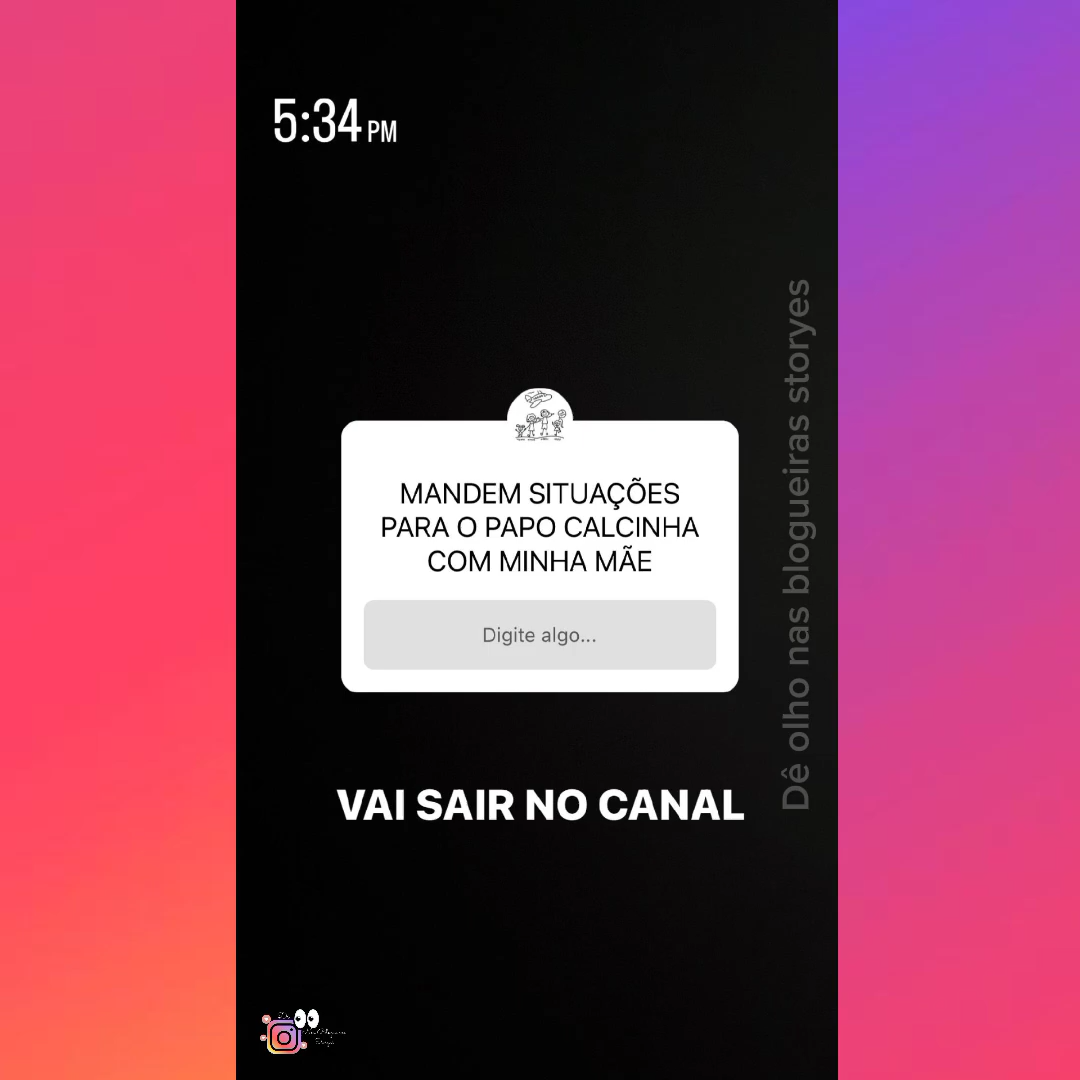 5:34 PM
MANDEM SITUAÇÕES
PARA O PAPO CALCINHA
COM MINHA MÃE
Digite algo...
VAI SAIR NO CANAL
Dê olho nas blogueiras storyes